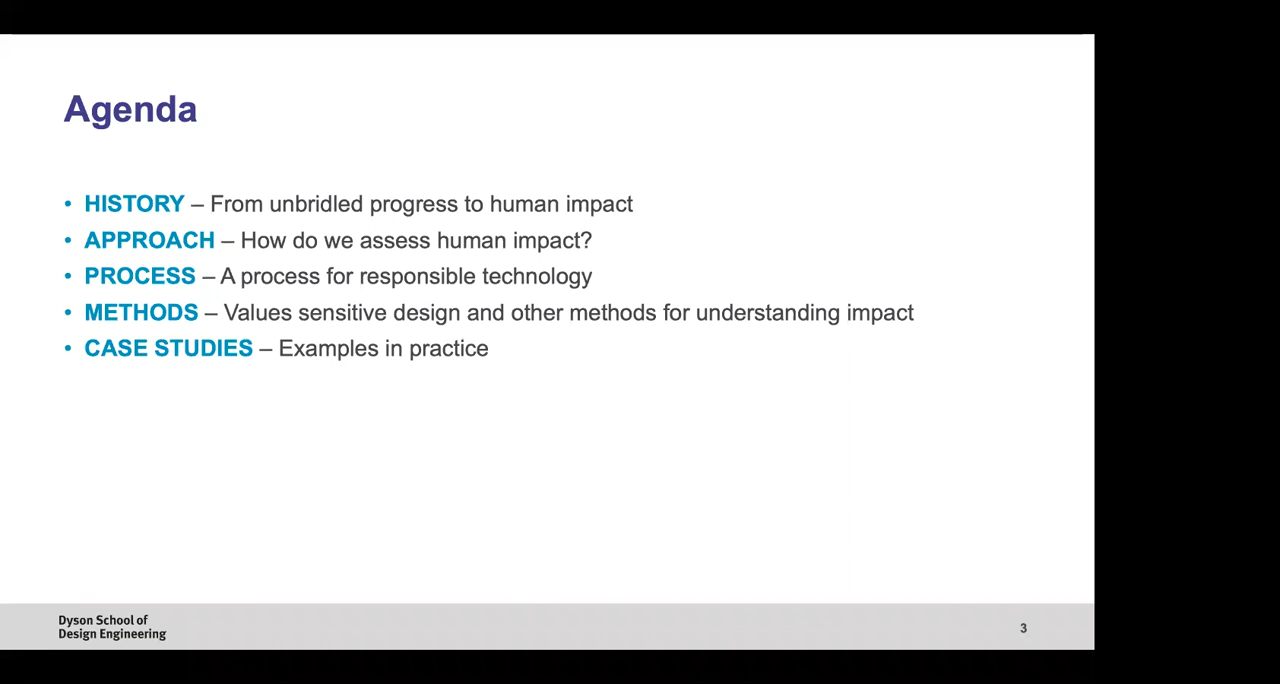 Agenda
• HISTORY – From unbridled progress to human impact
• APPROACH – How do we assess human impact?
• PROCESS – A process for responsible technology
• METHODS – Values sensitive design and other methods for understanding impact
• CASE STUDIES – Examples in practice
Dyson School of
Design Engineering
3